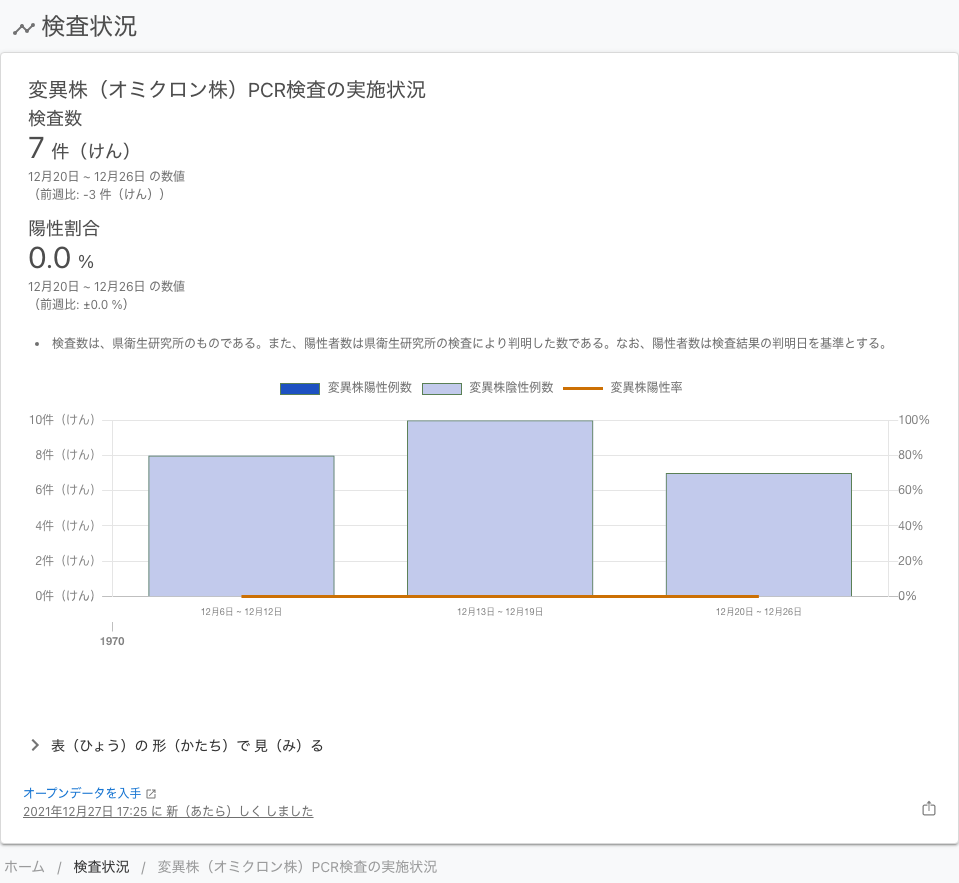 検査状況
変異株（オミクロン株）PCR検査の実施状況
検査数
7 件（けん）
12月20日 ~ 12月26日 の数値
（前週比: -3 件（けん））
陽性割合
0.0 %
12月20日 ~ 12月26日 の数値
（前週比: ±0.0 %）
• 検査数は、県衛生研究所のものである。また、陽性者数は県衛生研究所の検査により判明した数である。なお、陽性者数は検査結果の判明日を基準とする。
変異株陽性例数 変異株陰性例数 変異株陽性率
10件（けん） 100%
8件（けん） 80%
6件（けん） 60%
4件（けん） 40%
2件（けん） 20%
0件（けん） 0%
12月6日 ~ 12月12日 12月13日 ~ 12月19日 12月20日 ~ 12月26日
1970
表（ひょう）の 形（かたち）で 見（み）る
オープンデータを入手
2021年12月27日 17:25 に 新（あたら）しく しました
ホーム / 検査状況 / 変異株（オミクロン株）PCR検査の実施状況